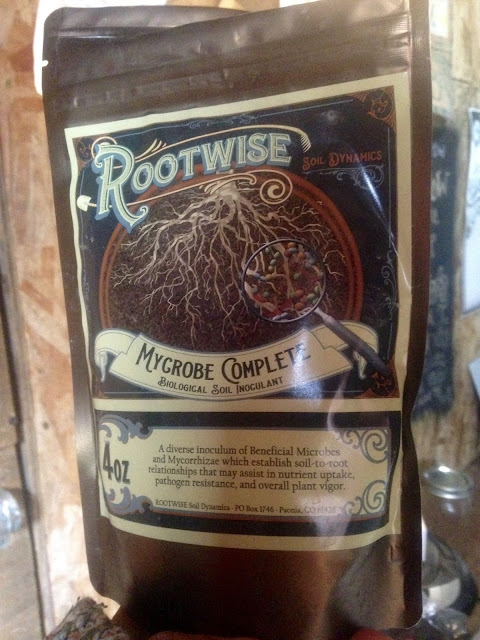 ROOTWISE
SOIL DYNAMICS
MYCROBE COMPLETE
BIOLOGICAL SOIL INOCULANT
4OZ
A diverse inoculum of Beneficial Microbes
and Mycorrhizae which establish soil-to-root
relationships that may assist in nutrient uptake,
pathogen resistance, and overall plant vigor.
ROOTWISE Soil Dynamics · PO Box 1746 · Paonia, CO 81428